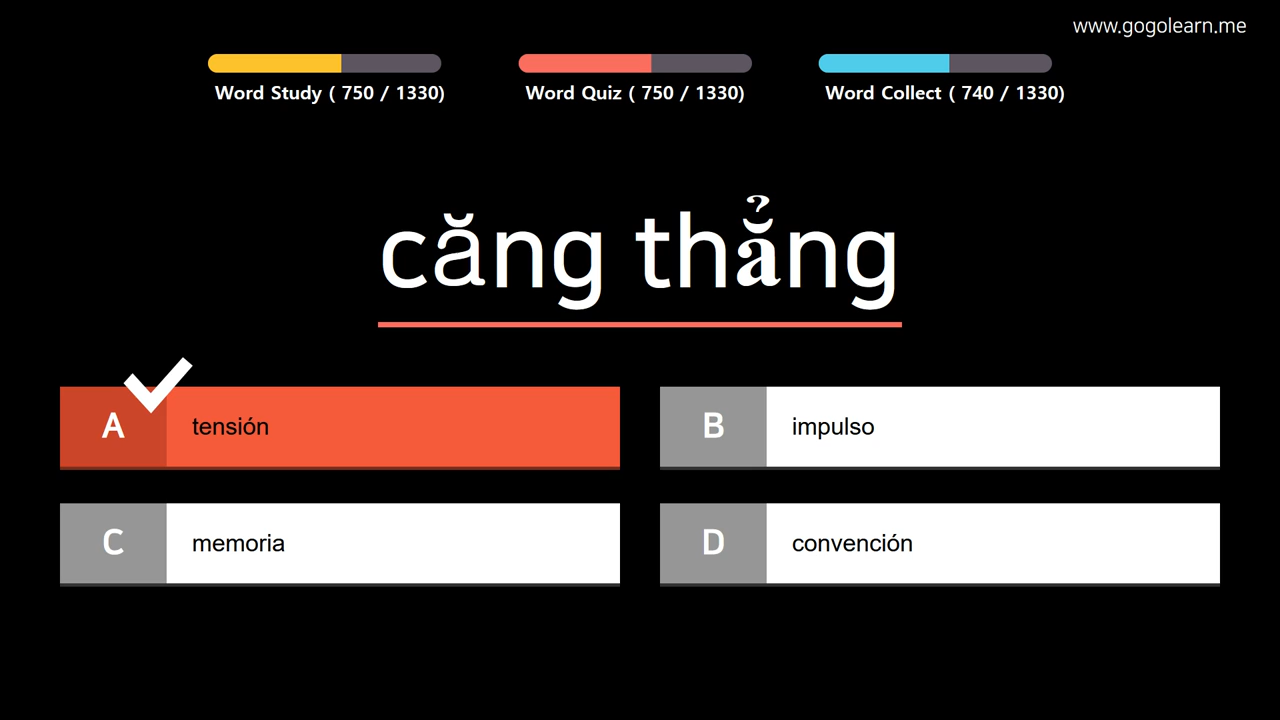 www.gogolearn.me
Word Study ( 750 / 1330)
Word Quiz ( 750 / 1330)
Word Collect ( 740 / 1330)
căng thẳng
A tensión
B impulso
C memoria
D convención